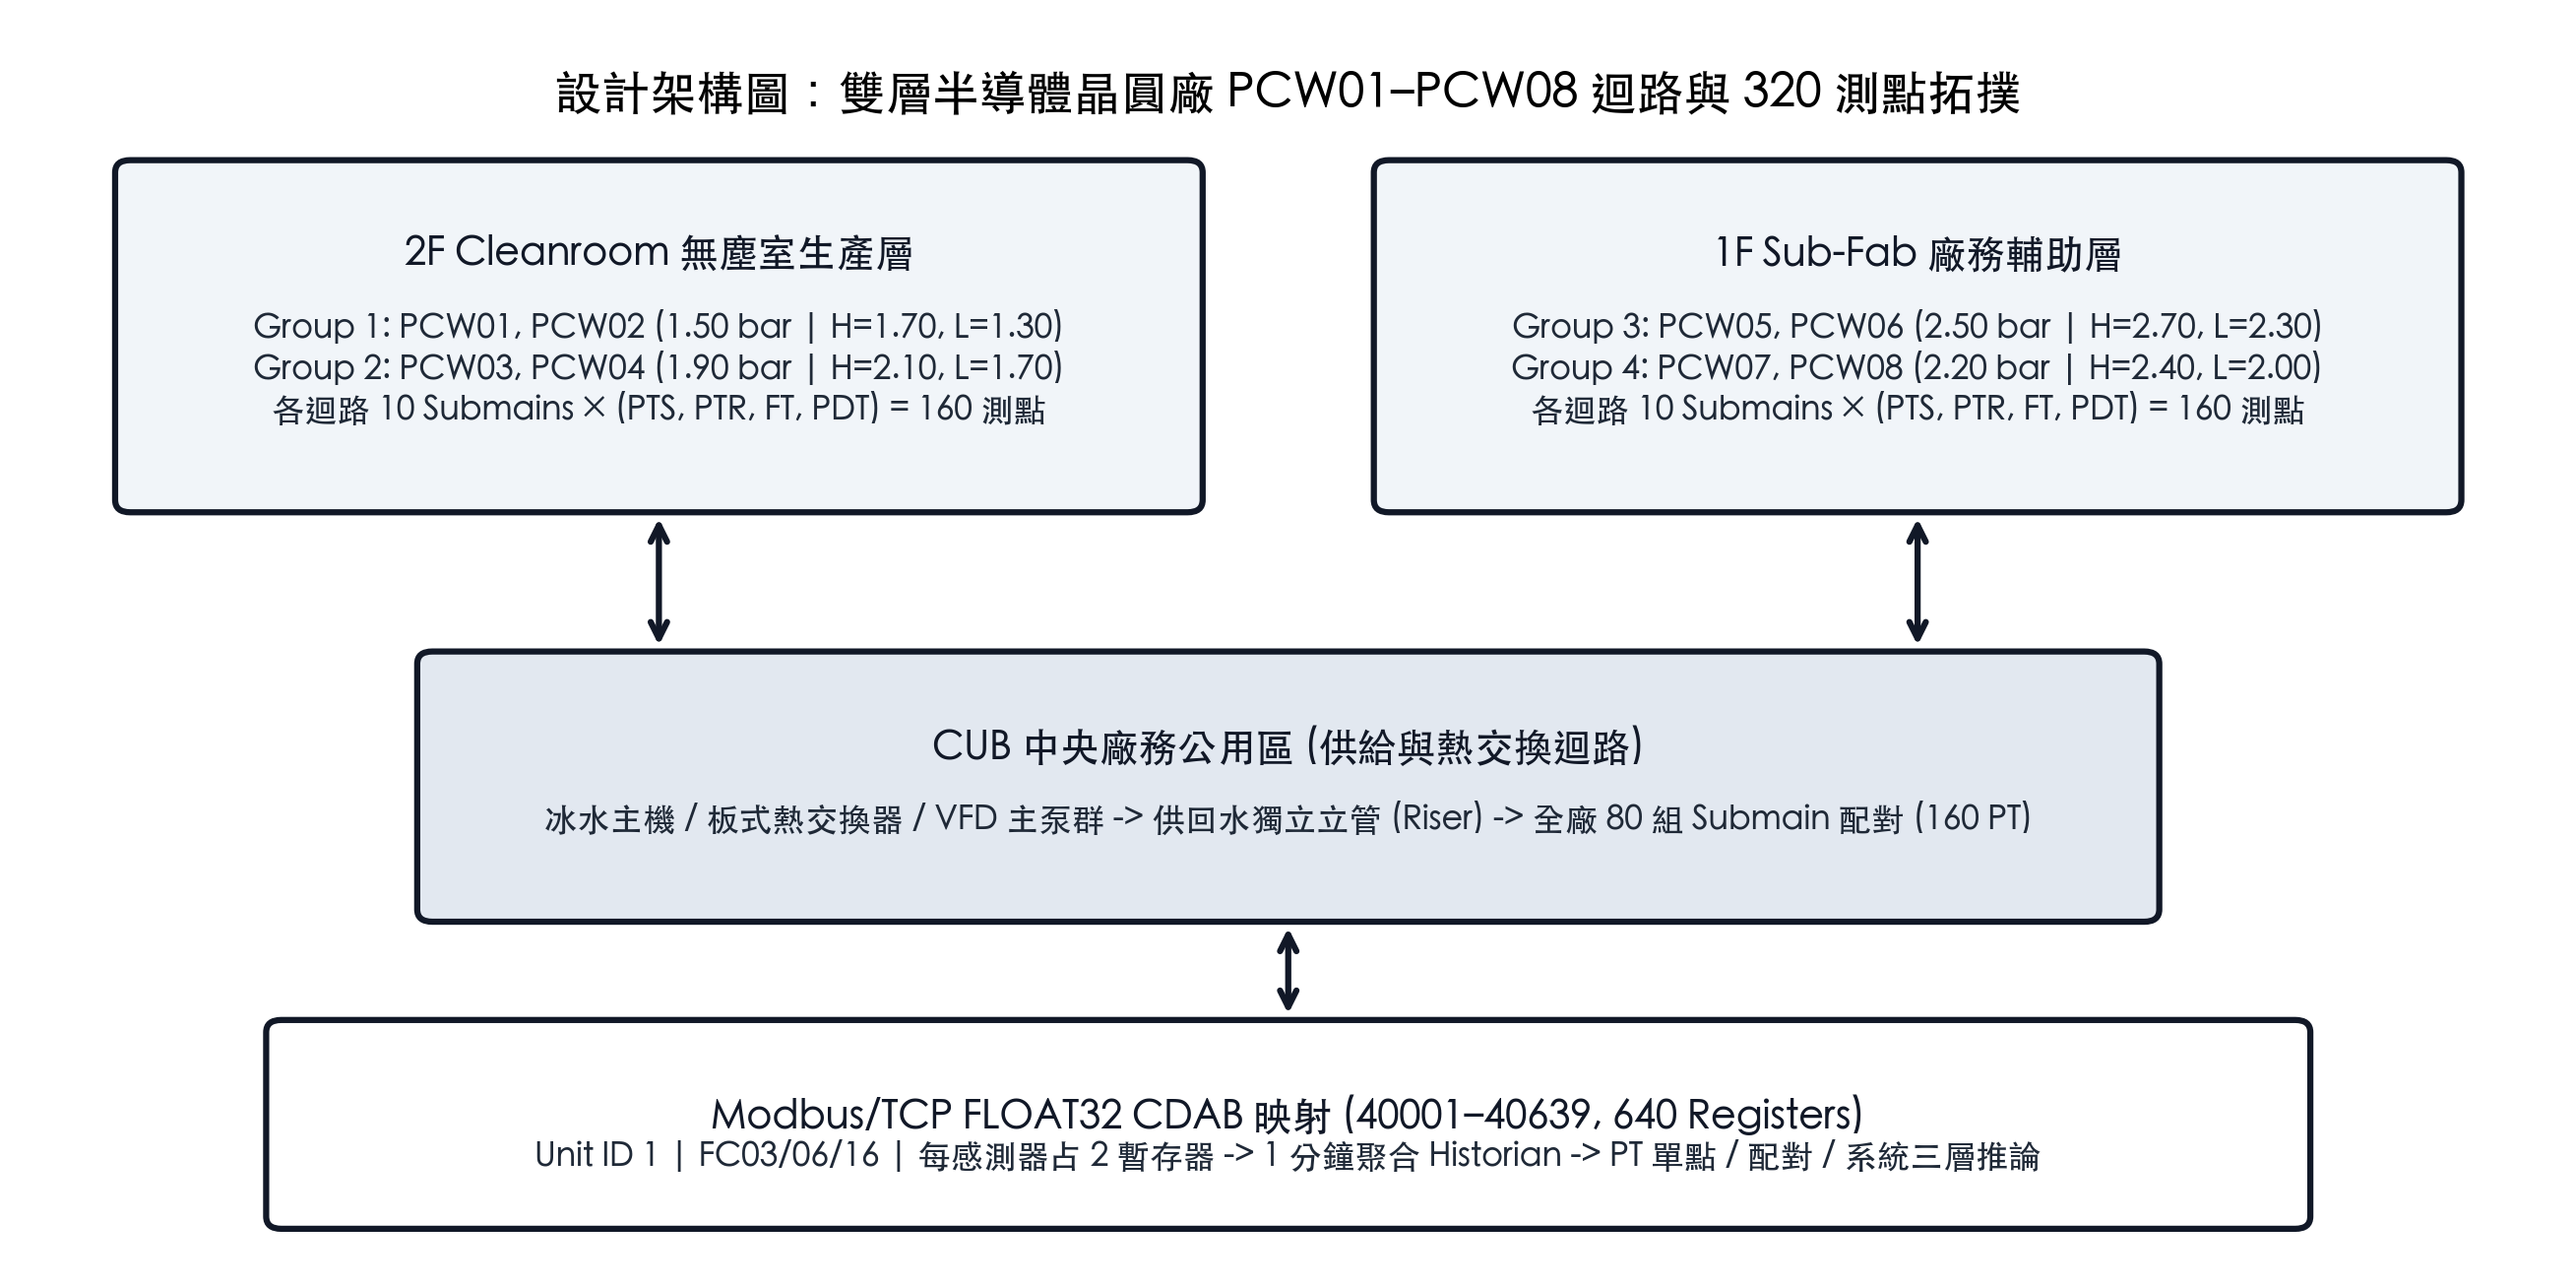 設計架構圖：雙層半導體晶圓廠 PCW01–PCW08 迴路與 320 測點拓撲
2F Cleanroom 無塵室生產層
Group 1: PCW01, PCW02 (1.50 bar | H=1.70, L=1.30)
Group 2: PCW03, PCW04 (1.90 bar | H=2.10, L=1.70)
各迴路 10 Submains × (PTS, PTR, FT, PDT) = 160 測點
1F Sub-Fab 廠務輔助層
Group 3: PCW05, PCW06 (2.50 bar | H=2.70, L=2.30)
Group 4: PCW07, PCW08 (2.20 bar | H=2.40, L=2.00)
各迴路 10 Submains × (PTS, PTR, FT, PDT) = 160 測點
CUB 中央廠務公用區 (供給與熱交換迴路)
冰水主機 / 板式熱交換器 / VFD 主泵群 -> 供回水獨立立管 (Riser) -> 全廠 80 組 Submain 配對 (160 PT)
Modbus/TCP FLOAT32 CDAB 映射 (40001–40639, 640 Registers)
Unit ID 1 | FC03/06/16 | 每感測器占 2 暫存器 -> 1 分鐘聚合 Historian -> PT 單點 / 配對 / 系統三層推論